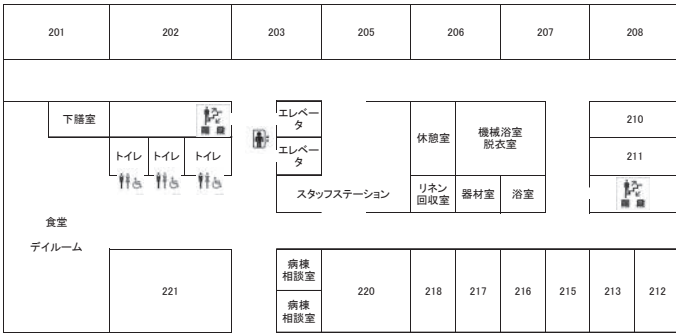 201
202
203
205
206
207
208
下膳室
階 段
エレベー
タ
エレベー
タ
休憩室
機械浴室
脱衣室
210
211
トイレ
トイレ
トイレ
スタッフステーション
リネン
回収室
器材室
浴室
階 段
食堂
デイルーム
221
病棟
相談室
病棟
相談室
220
218
217
216
215
213
212